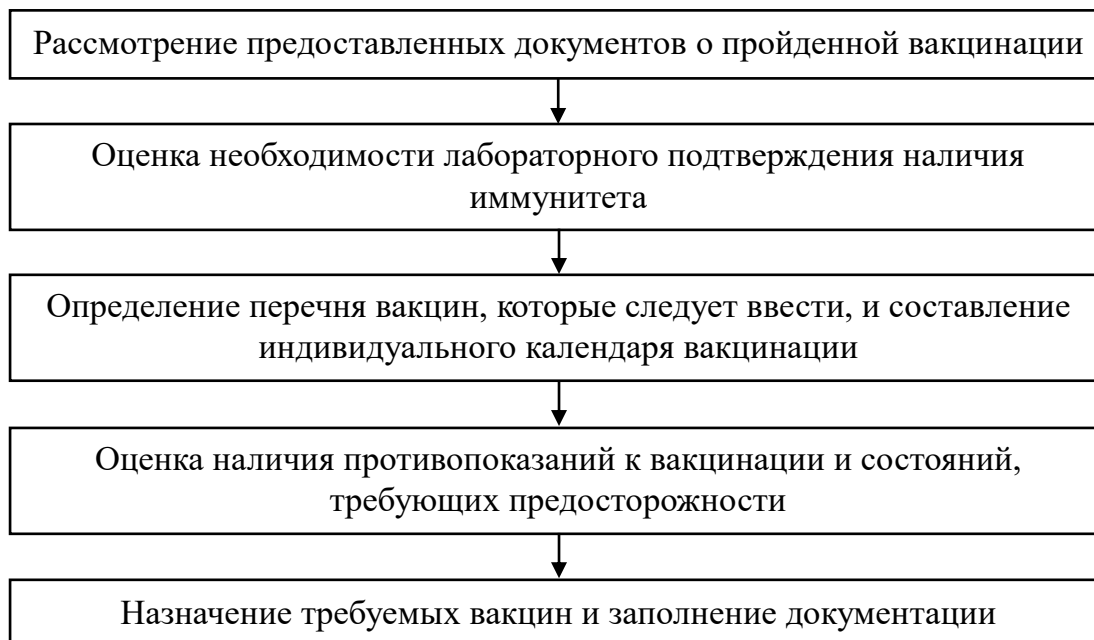 Рассмотрение предоставленных документов о пройденной вакцинации
Оценка необходимости лабораторного подтверждения наличия
иммунитета
Определение перечня вакцин, которые следует ввести, и составление
индивидуального календаря вакцинации
Оценка наличия противопоказаний к вакцинации и состояний,
требующих предосторожности
Назначение требуемых вакцин и заполнение документации